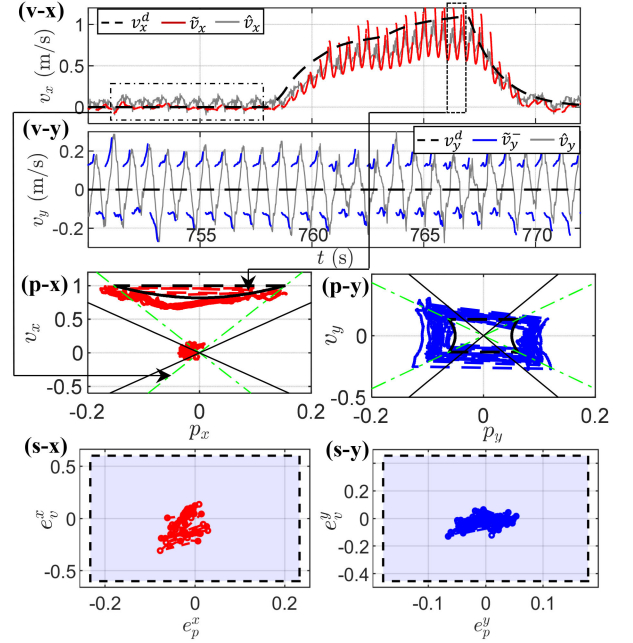 (v-x)
v_x^d ṽ_x v̂_x
v_x (m/s)
1
0.5
0
(v-y)
v_y^d ṽ_y^- v̂_y
v_y (m/s)
0.2
0
-0.2
755 760 765 770
t (s)
(p-x) (p-y)
v_x
1
0.5
0
-0.5
-0.2 0 0.2
p_x
v_y
0.5
0
-0.5
-0.2 0 0.2
p_y
(s-x) (s-y)
e_v^x
0.5
0
-0.5
-0.2 0 0.2
e_p^x
e_v^y
0.4
0.2
0
-0.2
-0.4
-0.1 0 0.1
e_p^y